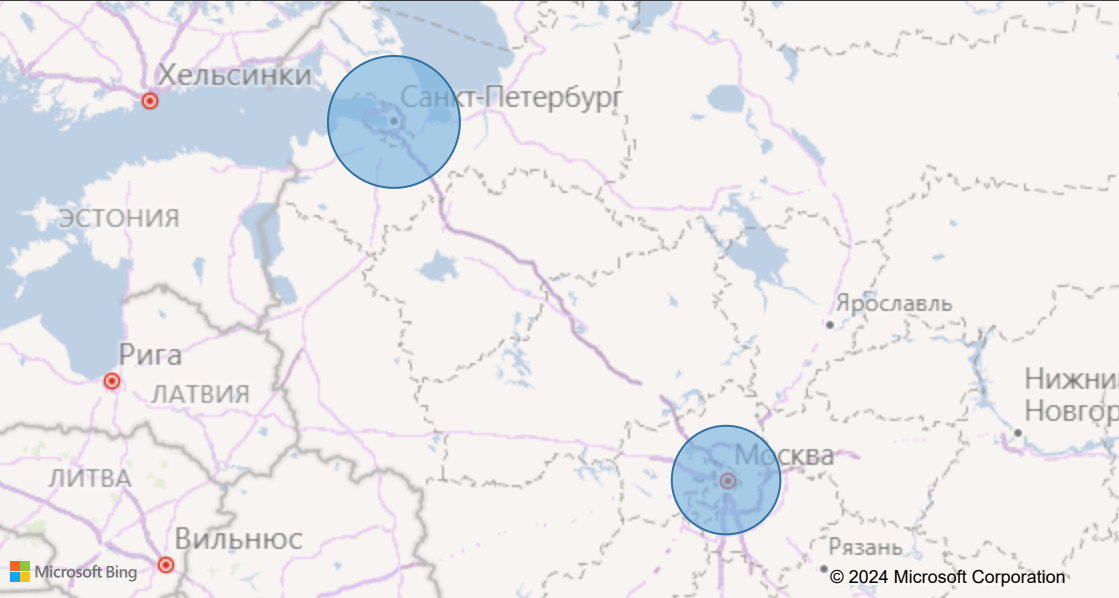 Хельсинки
Санкт-Петербург
ЭСТОНИЯ
Ярославль
Рига
ЛАТВИЯ
Нижни
Новгор
Москва
ЛИТВА
Вильнюс
Рязань
Microsoft Bing
© 2024 Microsoft Corporation